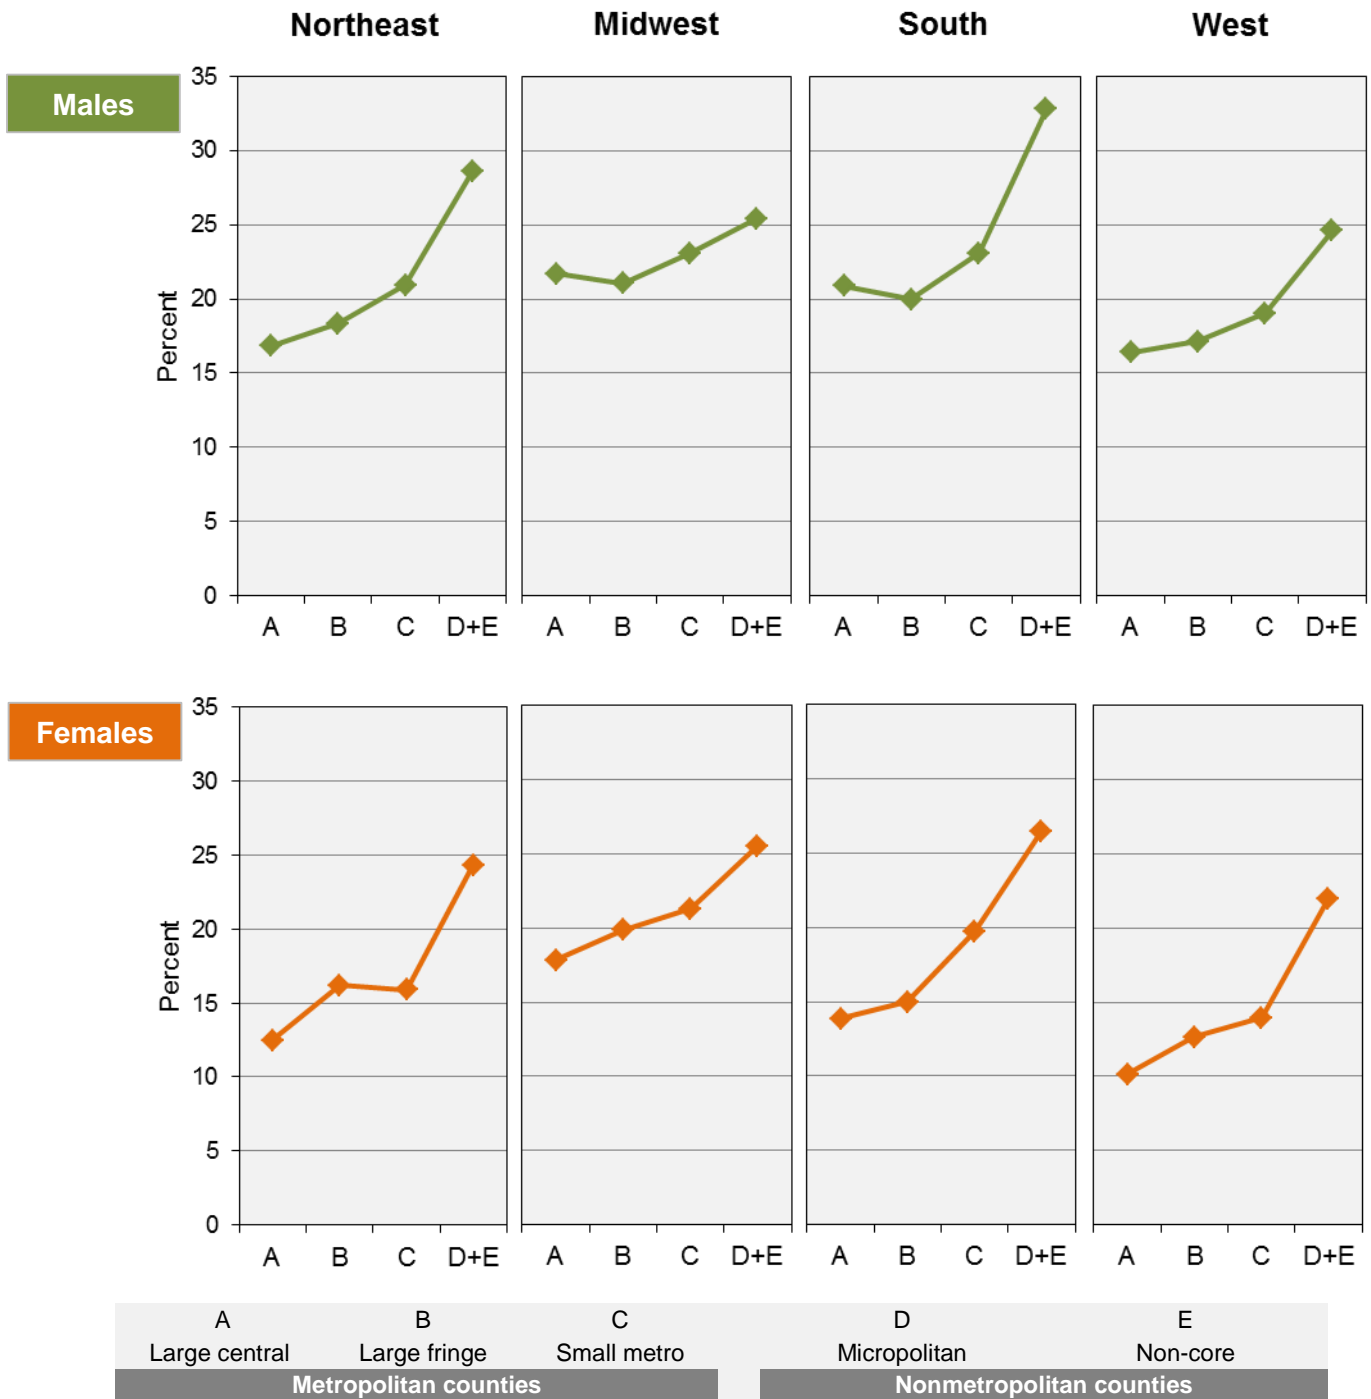 Northeast Midwest South West
Males
35
30
25
20
15
10
5
0
Percent
A B C D+E A B C D+E A B C D+E A B C D+E
Females
35
30
25
20
15
10
5
0
Percent
A B C D+E A B C D+E A B C D+E A B C D+E
A B C D E
Large central Large fringe Small metro Micropolitan Non-core
Metropolitan counties Nonmetropolitan counties